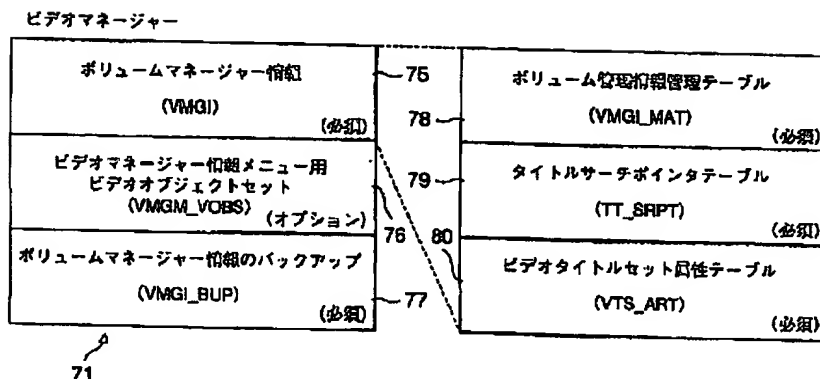 ビデオマネージャー
ボリュームマネージャー情報
(VMGI)
(必須)
75
ビデオマネージャー情報メニュー用
ビデオオブジェクトセット
(VMGM_VOBS)
(オプション)
76
ボリュームマネージャー情報のバックアップ
(VMGI_BUP)
(必須)
77
71
ボリューム管理情報管理テーブル
78
(VMGI_MAT)
(必須)
79
タイトルサーチポインタテーブル
(TT_SRPT)
(必須)
80
ビデオタイトルセット属性テーブル
(VTS_ART)
(必須)